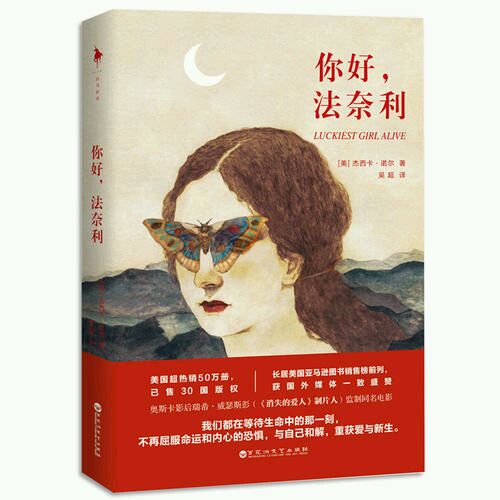 你好，
法奈利
LUCKIEST GIRL ALIVE
[美] 杰西卡·诺尔 著
吴超 译
你好，法奈利
美国超热销50万册，
已售30国版权
长居美国亚马逊图书销售榜前列，
获国外媒体一致盛赞
奥斯卡影后瑞希·威瑟斯彭（《消失的爱人》制片人）监制同名电影
我们都在等待生命中的那一刻，
不再屈服命运和内心的恐惧，与自己和解，重获爱与新生。
百花洲文艺出版社